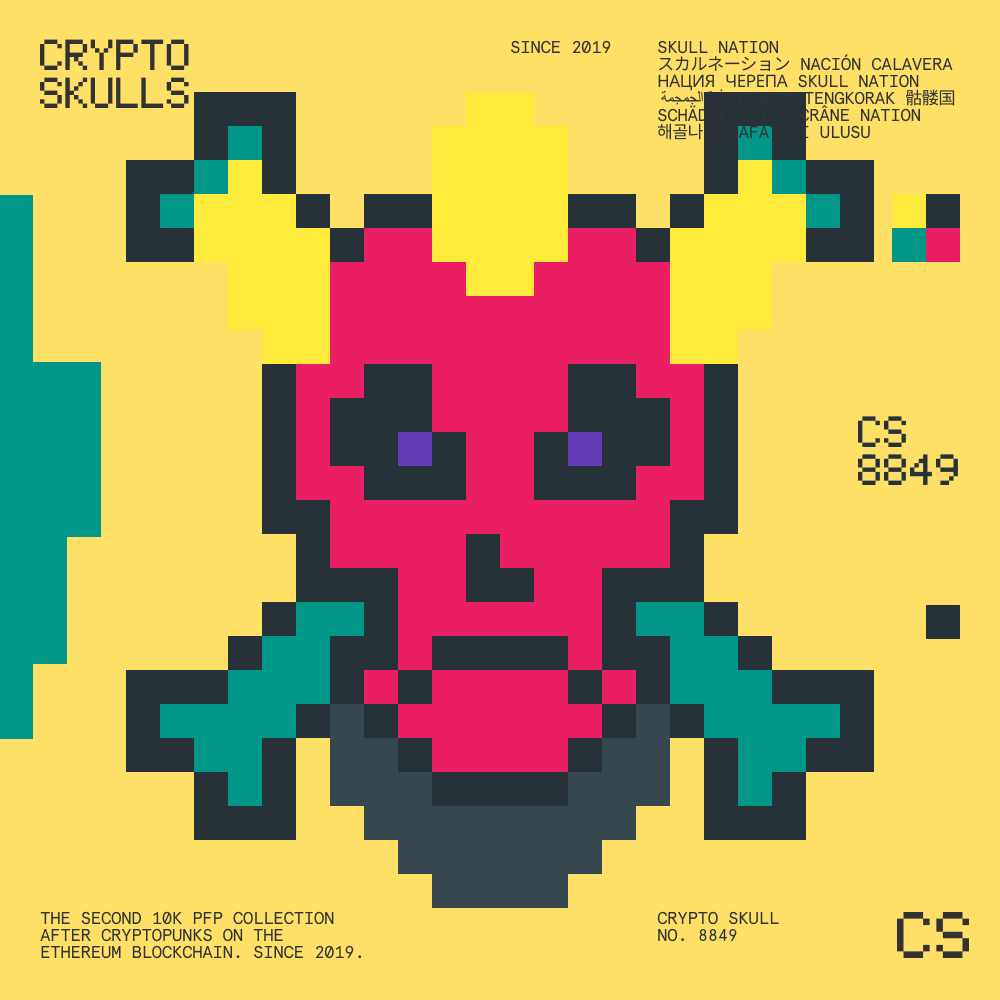 CRYPTO
SKULLS
SINCE 2019
SKULL NATION
スカルネーション NACIÓN CALAVERA
НАЦИЯ ЧЕРЕПА SKULL NATION
الجمجمة TENGKORAK 骷髅国
CRÂNE NATION
해골 ULUSU
CS
8849
THE SECOND 10K PFP COLLECTION
AFTER CRYPTOPUNKS ON THE
ETHEREUM BLOCKCHAIN. SINCE 2019.
CRYPTO SKULL
NO. 8849
CS